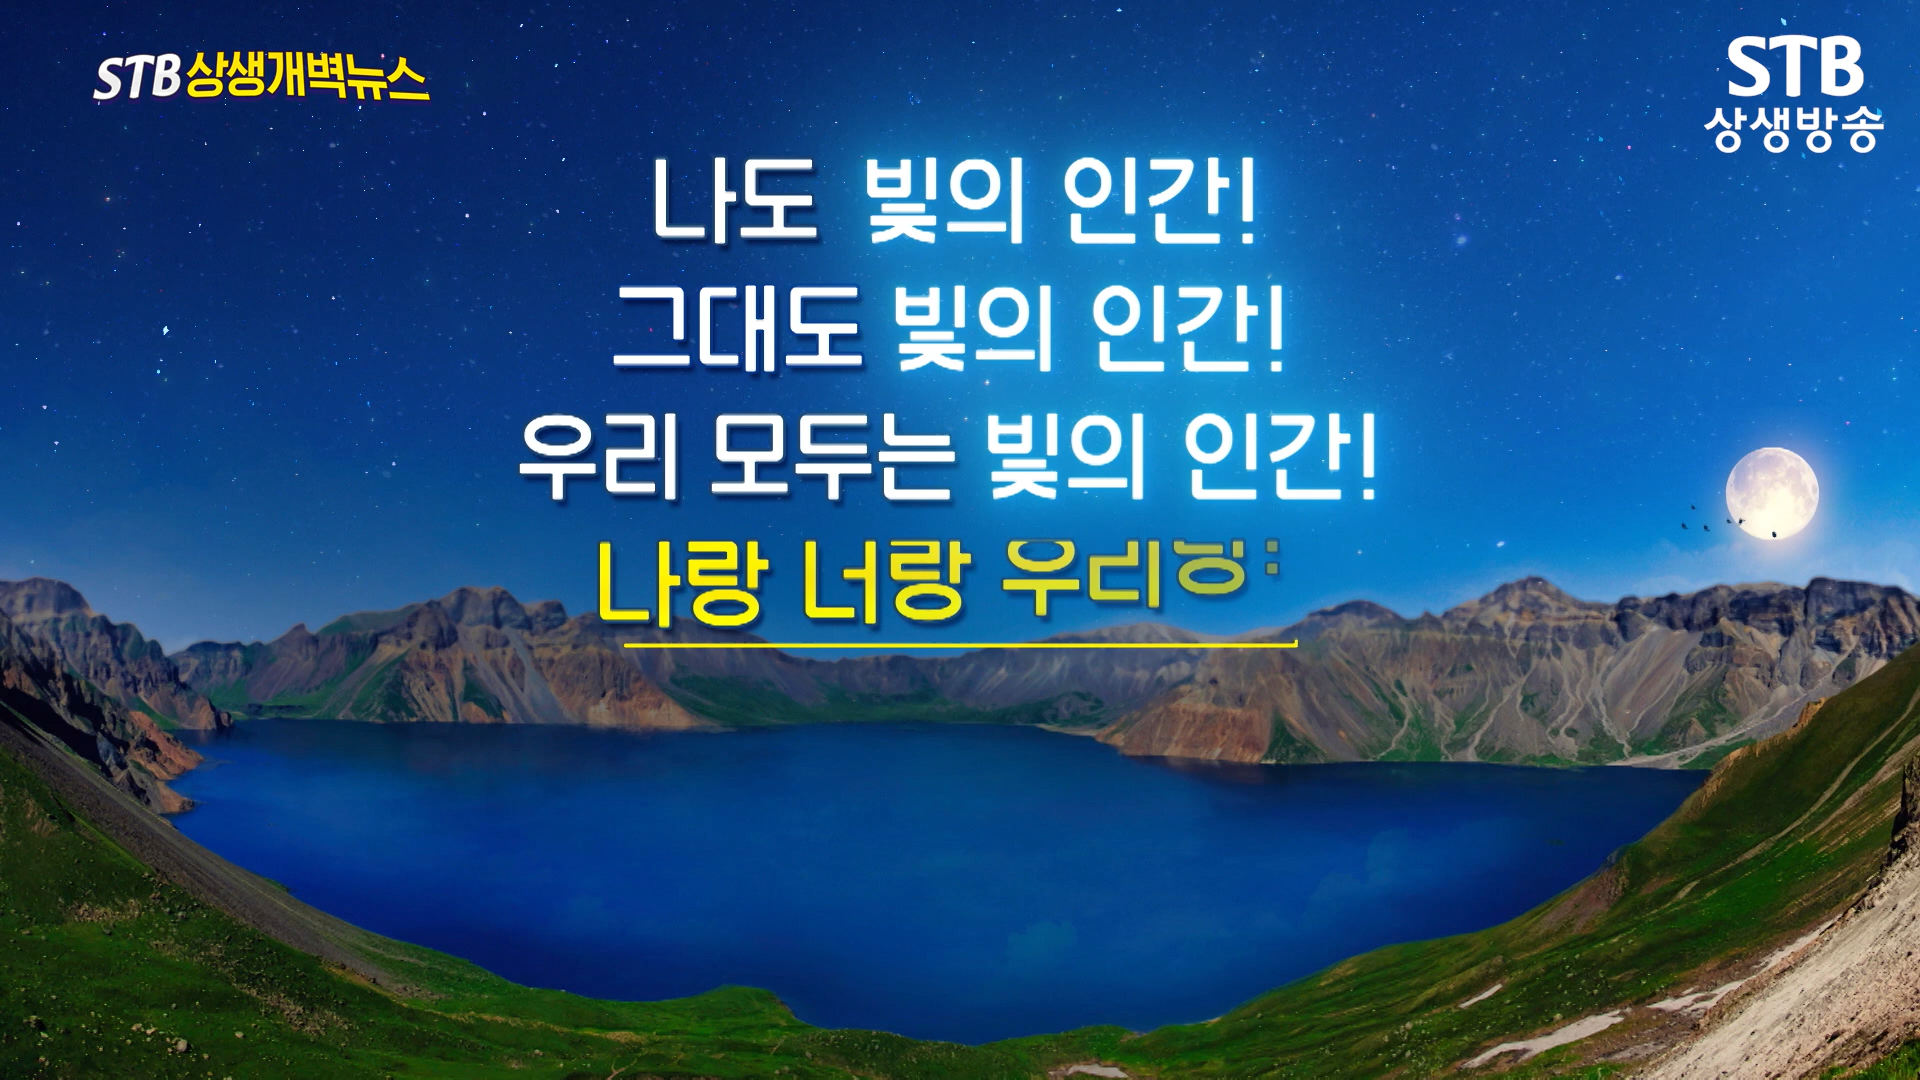 STB상생개벽뉴스
STB
상생방송
나도 빛의 인간!
그대도 빛의 인간!
우리 모두는 빛의 인간!
나랑 너랑